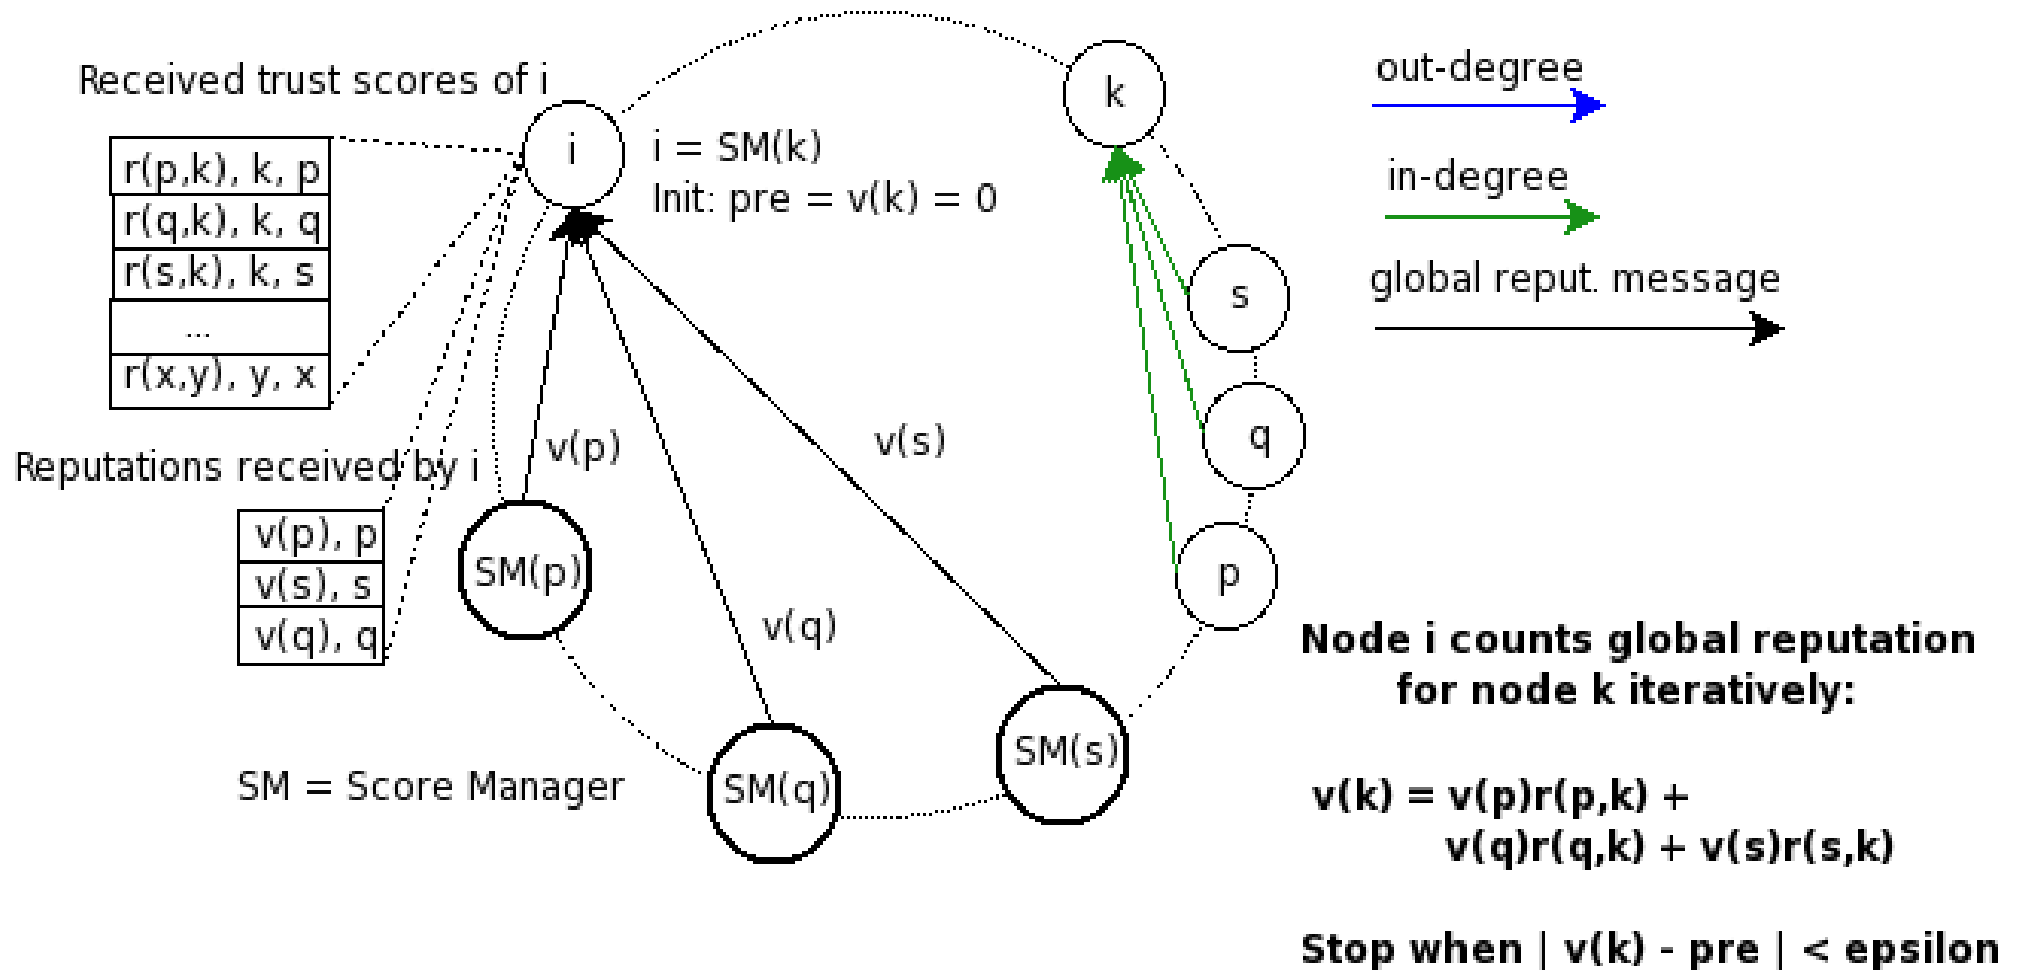 Received trust scores of i
r(p,k), k, p
r(q,k), k, q
r(s,k), k, s
...
r(x,y), y, x
Reputations received by i
v(p), p
v(s), s
v(q), q
SM = Score Manager
i
i = SM(k)
Init: pre = v(k) = 0
v(p)
v(s)
v(q)
SM(p)
SM(q)
SM(s)
k
s
q
p
out-degree
in-degree
global reput. message
Node i counts global reputation
for node k iteratively:
v(k) = v(p)r(p,k) +
v(q)r(q,k) + v(s)r(s,k)
Stop when | v(k) - pre | < epsilon